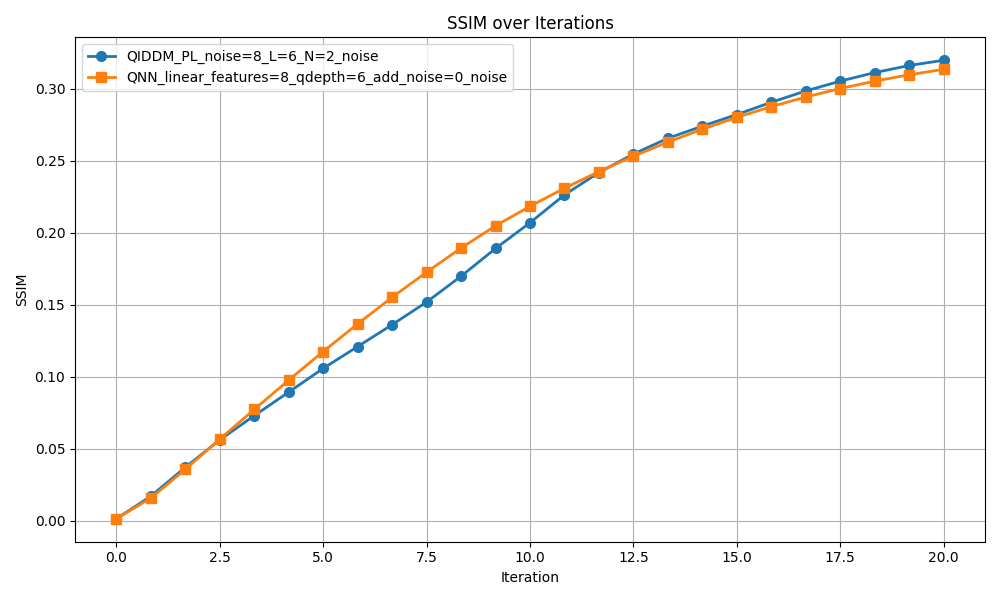 SSIM over Iterations
QIDDM_PL_noise=8_L=6_N=2_noise
QNN_linear_features=8_qdepth=6_add_noise=0_noise
SSIM
0.30
0.25
0.20
0.15
0.10
0.05
0.00
0.0 2.5 5.0 7.5 10.0 12.5 15.0 17.5 20.0
Iteration